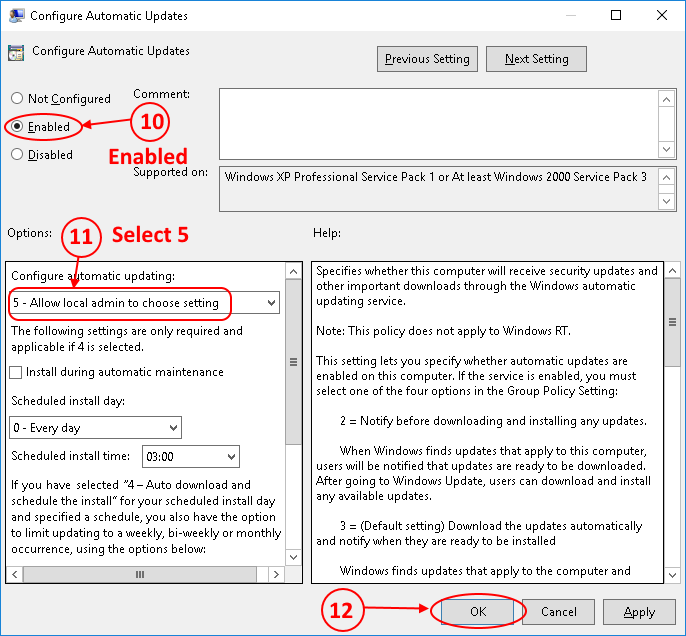 Configure Automatic Updates
Configure Automatic Updates
Previous Setting
Next Setting
Not Configured
Comment:
Enabled
10
Disabled
Enabled
Supported on:
Windows XP Professional Service Pack 1 or At least Windows 2000 Service Pack 3
Options:
11
Select 5
Help:
Configure automatic updating:
5 - Allow local admin to choose setting
The following settings are only required and
applicable if 4 is selected.
Install during automatic maintenance
Scheduled install day:
0 - Every day
Scheduled install time:
03:00
If you have selected “4 – Auto download and
schedule the install” for your scheduled install day
and specified a schedule, you also have the option
to limit updating to a weekly, bi-weekly or monthly
occurrence, using the options below:
Specifies whether this computer will receive security updates and
other important downloads through the Windows automatic
updating service.
Note: This policy does not apply to Windows RT.
This setting lets you specify whether automatic updates are
enabled on this computer. If the service is enabled, you must
select one of the four options in the Group Policy Setting:
2 = Notify before downloading and installing any updates.
When Windows finds updates that apply to this computer,
users will be notified that updates are ready to be downloaded.
After going to Windows Update, users can download and install
any available updates.
3 = (Default setting) Download the updates automatically
and notify when they are ready to be installed
Windows finds updates that apply to the computer and
12
OK
Cancel
Apply